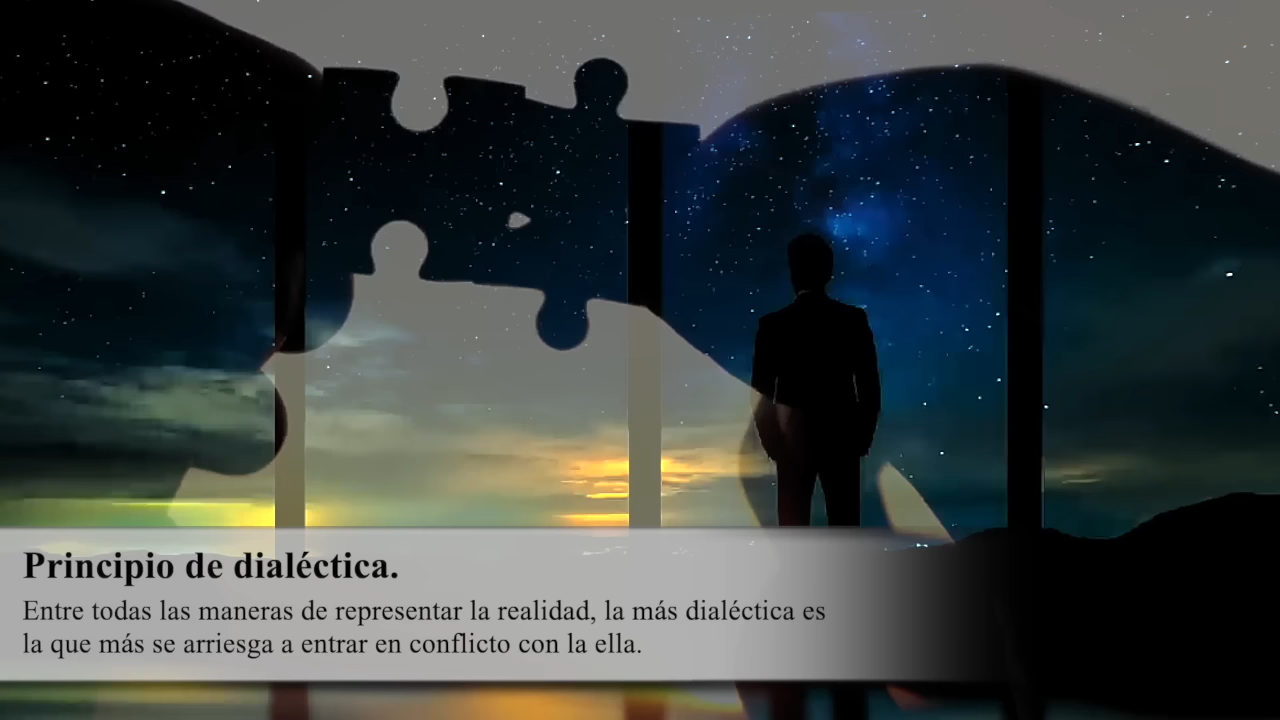 Principio de dialéctica.
Entre todas las maneras de representar la realidad, la más dialéctica es
la que más se arriesga a entrar en conflicto con la ella.